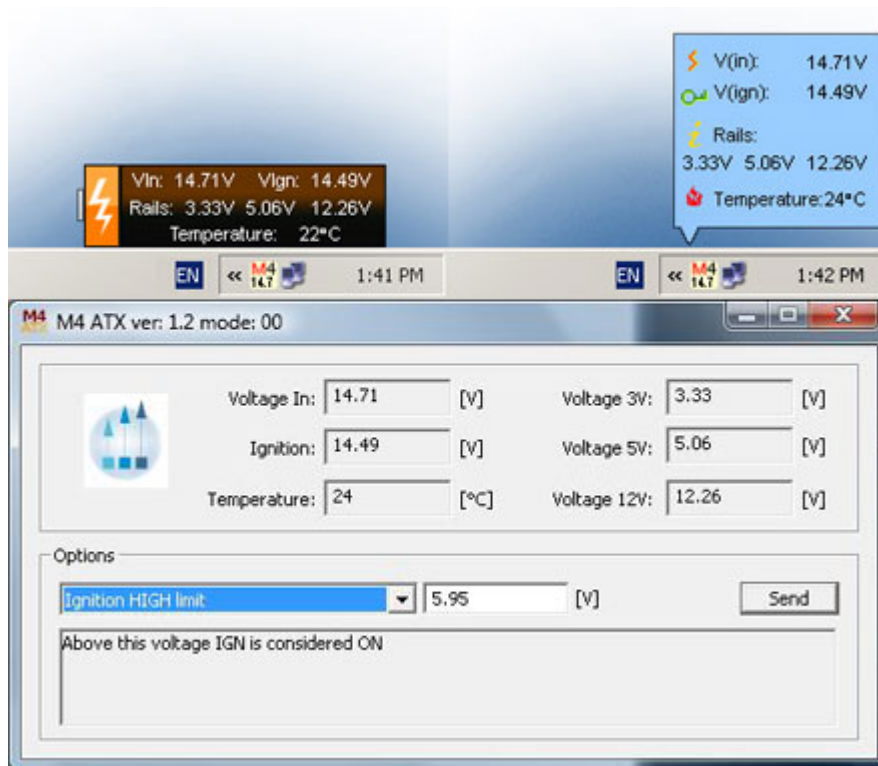 VIn: 14.71V VIgn: 14.49V
Rails: 3.33V 5.06V 12.26V
Temperature: 22°C
EN « M4 14.7 1:41 PM
V(in): 14.71V
V(ign): 14.49V
Rails:
3.33V 5.06V 12.26V
Temperature:24°C
EN « M4 14.7 1:42 PM
M4 ATX M4 ATX ver: 1.2 mode: 00
Voltage In: 14.71 [V] Voltage 3V: 3.33 [V]
Ignition: 14.49 [V] Voltage 5V: 5.06 [V]
Temperature: 24 [°C] Voltage 12V: 12.26 [V]
Options
Ignition HIGH limit 5.95 [V] Send
Above this voltage IGN is considered ON